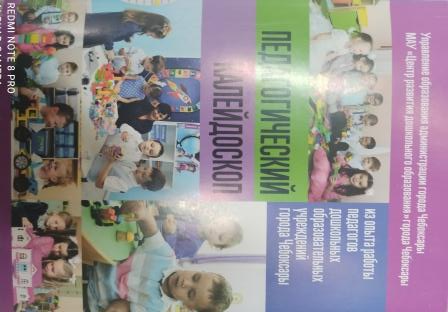 Управление образования администрации города Чебоксары
МАУ «Центр развития дошкольного образования» города Чебоксары
ПЕДАГОГИЧЕСКИЙ
КАЛЕЙДОСКОП
из опыта работы
педагогов
дошкольных
образовательных
учреждений
города Чебоксары
REDMI NOTE 8 PRO